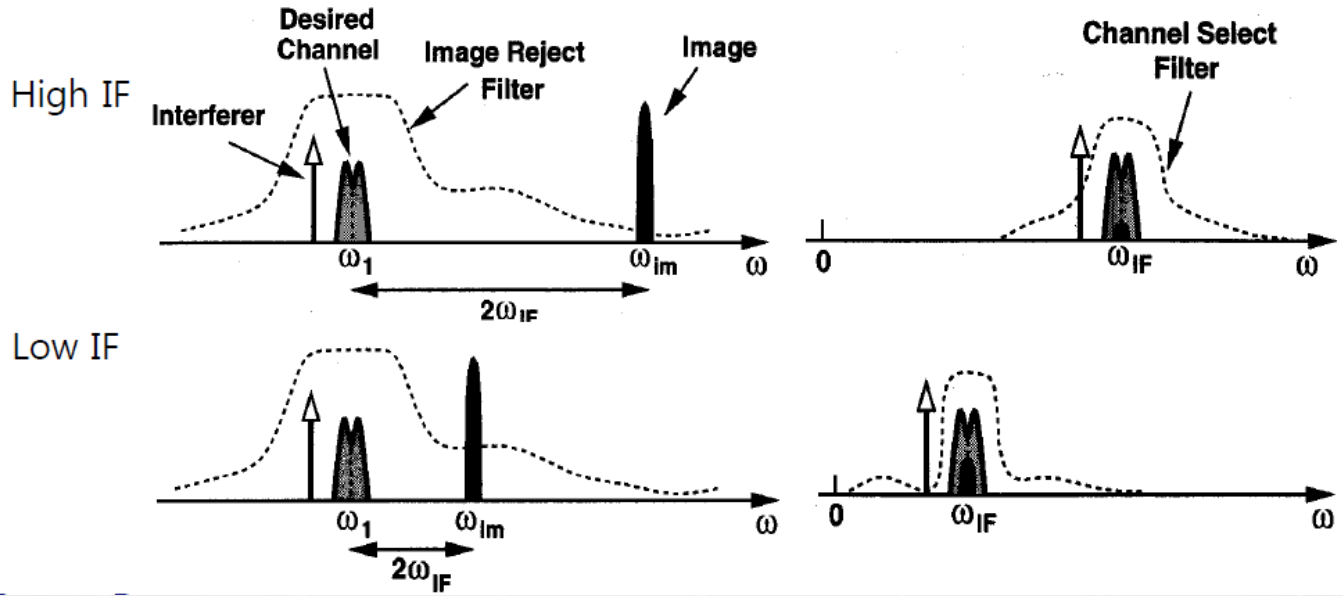 High IF
Desired
Channel
Image Reject
Filter
Image
Interferer
ω1
ωim
ω
2ωIF
Channel Select
Filter
0
ωIF
ω
Low IF
ω1
ωim
ω
2ωIF
0
ωIF
ω